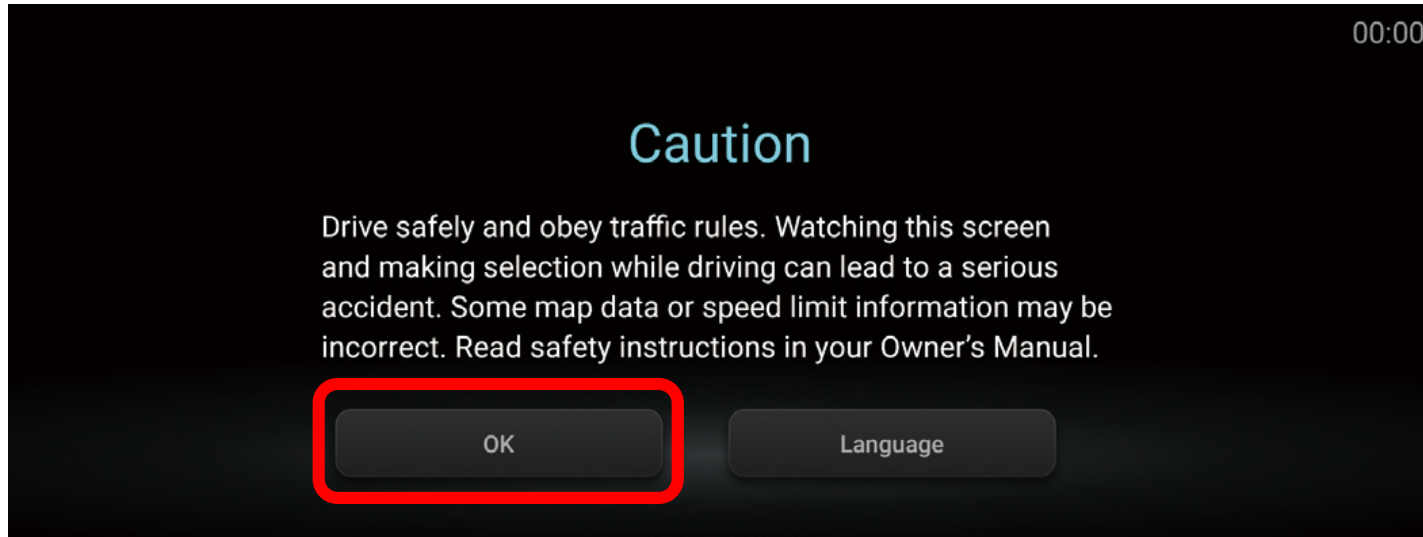 00:00
Caution
Drive safely and obey traffic rules. Watching this screen
and making selection while driving can lead to a serious
accident. Some map data or speed limit information may be
incorrect. Read safety instructions in your Owner’s Manual.
OK
Language